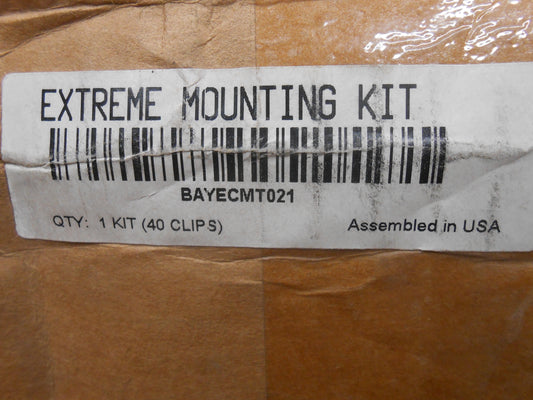 EXTREME MOUNTING KIT
BAYECMT021
QTY: 1 KIT (40 CLIPS)
Assembled in USA